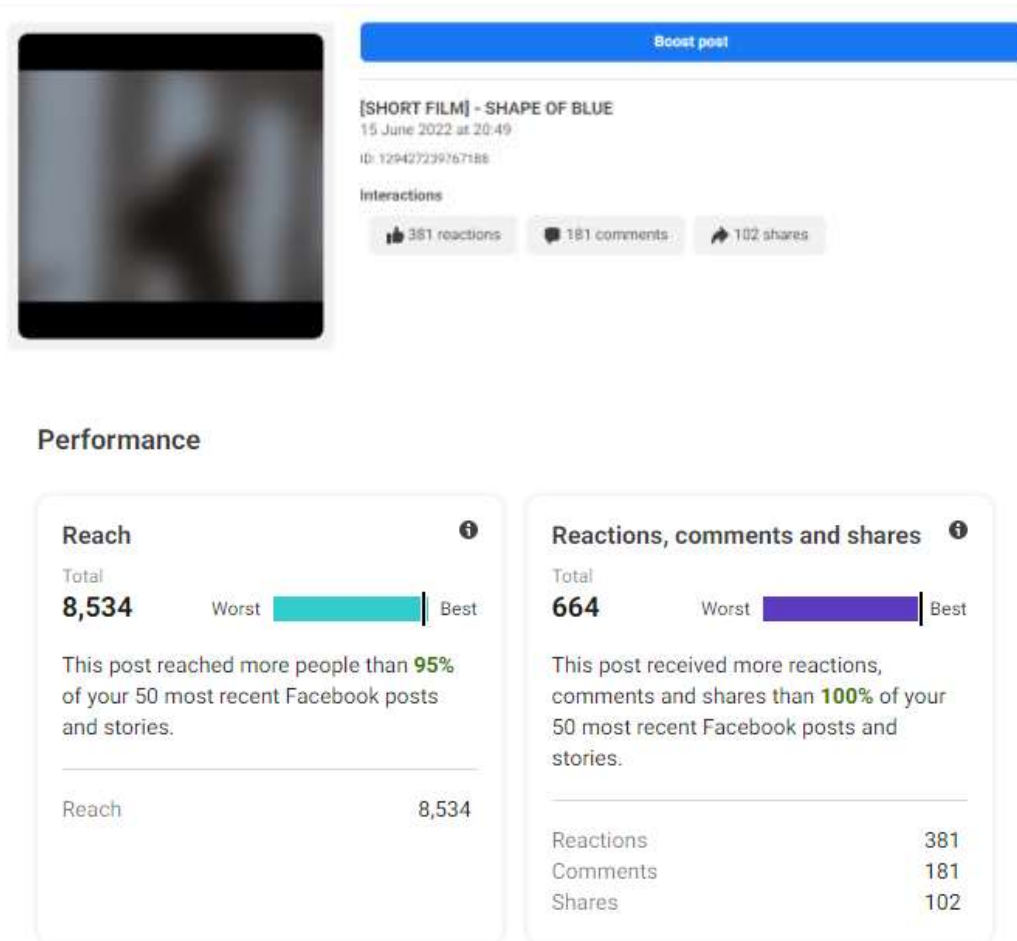 Boost post
[SHORT FILM] - SHAPE OF BLUE
15 June 2022 at 20:49
ID: 129427239767188
Interactions
381 reactions 181 comments 102 shares
Performance
Reach
Total
8,534 Worst Best
This post reached more people than 95%
of your 50 most recent Facebook posts
and stories.
Reach 8,534
Reactions, comments and shares
Total
664 Worst Best
This post received more reactions,
comments and shares than 100% of your
50 most recent Facebook posts and
stories.
Reactions 381
Comments 181
Shares 102